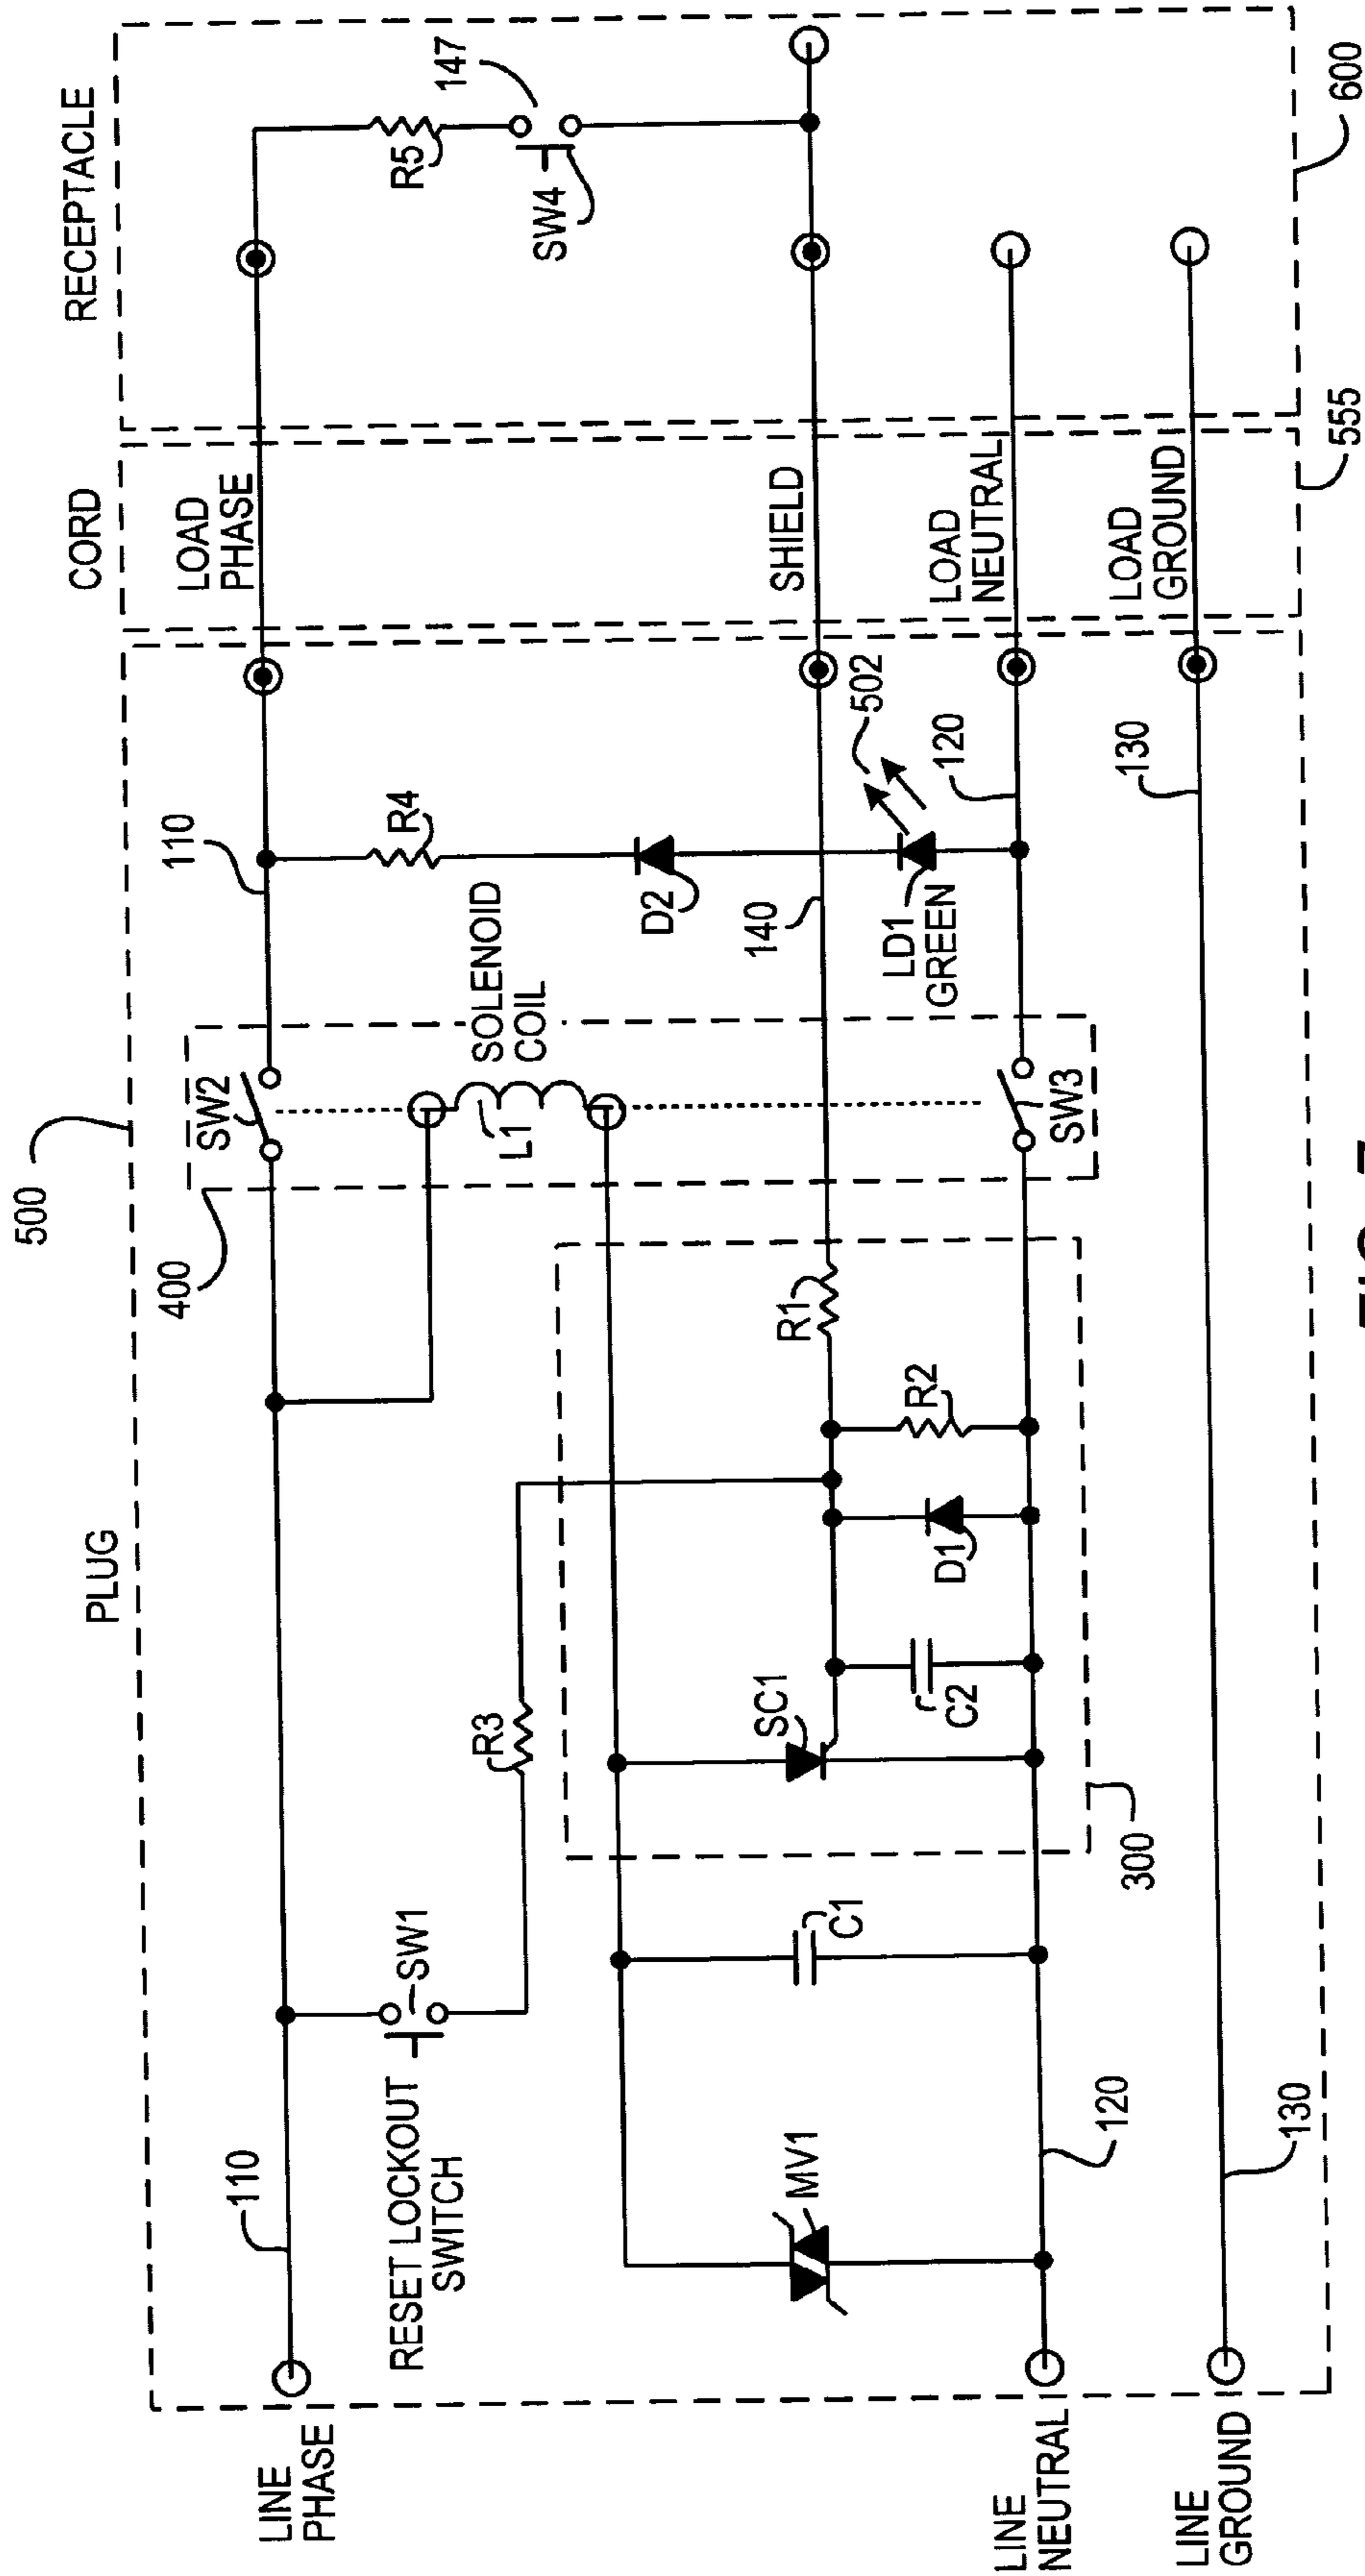 PLUG
CORD
RECEPTACLE
500
400
110
110
LINE
PHASE
LOAD
PHASE
SW2
R4
R5
147
SW4
RESET LOCKOUT
SWITCH
SW1
R3
L1
SOLENOID
COIL
D2
140
SHIELD
502
MV1
C1
SC1
C2
D1
R2
R1
LD1
GREEN
SW3
120
120
LINE
NEUTRAL
LOAD
NEUTRAL
300
130
130
LINE
GROUND
LOAD
GROUND
555
600